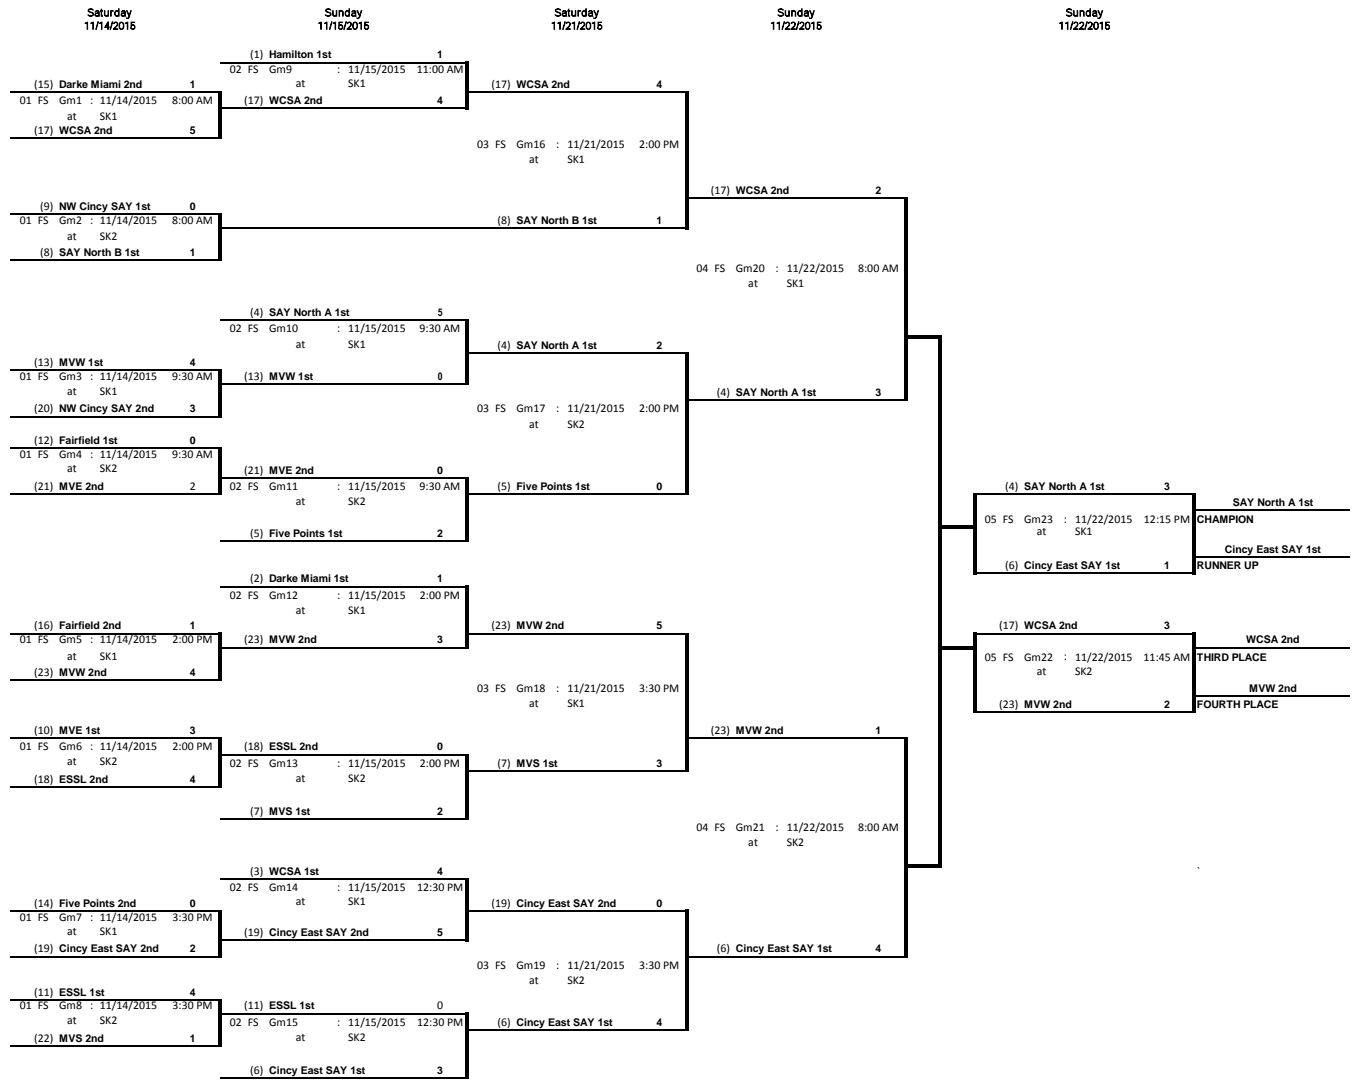 Saturday
11/14/2015
Sunday
11/15/2015
Saturday
11/21/2015
Sunday
11/22/2015
Sunday
11/22/2015
(15) Darke Miami 2nd 1
01 FS Gm1 : 11/14/2015 8:00 AM
at SK1
(17) WCSA 2nd 5
(9) NW Cincy SAY 1st 0
01 FS Gm2 : 11/14/2015 8:00 AM
at SK2
(8) SAY North B 1st 1
(13) MVW 1st 4
01 FS Gm3 : 11/14/2015 9:30 AM
at SK1
(20) NW Cincy SAY 2nd 3
(12) Fairfield 1st 0
01 FS Gm4 : 11/14/2015 9:30 AM
at SK2
(21) MVE 2nd 2
(16) Fairfield 2nd 1
01 FS Gm5 : 11/14/2015 2:00 PM
at SK1
(23) MVW 2nd 4
(10) MVE 1st 3
01 FS Gm6 : 11/14/2015 2:00 PM
at SK2
(18) ESSL 2nd 4
(14) Five Points 2nd 0
01 FS Gm7 : 11/14/2015 3:30 PM
at SK1
(19) Cincy East SAY 2nd 2
(11) ESSL 1st 4
01 FS Gm8 : 11/14/2015 3:30 PM
at SK2
(22) MVS 2nd 1
(1) Hamilton 1st 1
02 FS Gm9 : 11/15/2015 11:00 AM
at SK1
(17) WCSA 2nd 4
(4) SAY North A 1st 5
02 FS Gm10 : 11/15/2015 9:30 AM
at SK1
(13) MVW 1st 0
(21) MVE 2nd 0
02 FS Gm11 : 11/15/2015 9:30 AM
at SK2
(5) Five Points 1st 2
(2) Darke Miami 1st 1
02 FS Gm12 : 11/15/2015 2:00 PM
at SK1
(23) MVW 2nd 3
(18) ESSL 2nd 0
02 FS Gm13 : 11/15/2015 2:00 PM
at SK2
(7) MVS 1st 2
(3) WCSA 1st 4
02 FS Gm14 : 11/15/2015 12:30 PM
at SK1
(19) Cincy East SAY 2nd 5
(11) ESSL 1st 0
02 FS Gm15 : 11/15/2015 12:30 PM
at SK2
(6) Cincy East SAY 1st 3
(17) WCSA 2nd 4
03 FS Gm16 : 11/21/2015 2:00 PM
at SK1
(8) SAY North B 1st 1
(4) SAY North A 1st 2
03 FS Gm17 : 11/21/2015 2:00 PM
at SK2
(5) Five Points 1st 0
(23) MVW 2nd 5
03 FS Gm18 : 11/21/2015 3:30 PM
at SK1
(7) MVS 1st 3
(19) Cincy East SAY 2nd 0
03 FS Gm19 : 11/21/2015 3:30 PM
at SK2
(6) Cincy East SAY 1st 4
(17) WCSA 2nd 2
04 FS Gm20 : 11/22/2015 8:00 AM
at SK1
(4) SAY North A 1st 3
(23) MVW 2nd 1
04 FS Gm21 : 11/22/2015 8:00 AM
at SK2
(6) Cincy East SAY 1st 4
(4) SAY North A 1st 3
05 FS Gm23 : 11/22/2015 12:15 PM
at SK1
(6) Cincy East SAY 1st 1
SAY North A 1st
CHAMPION
Cincy East SAY 1st
RUNNER UP
(17) WCSA 2nd 3
05 FS Gm22 : 11/22/2015 11:45 AM
at SK2
(23) MVW 2nd 2
WCSA 2nd
THIRD PLACE
MVW 2nd
FOURTH PLACE
`